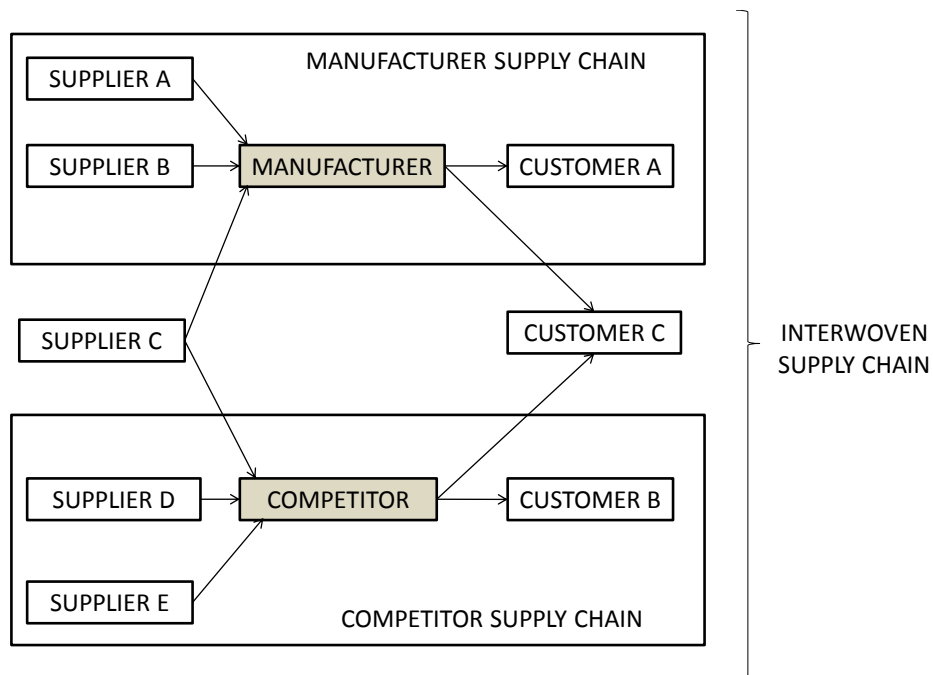 MANUFACTURER SUPPLY CHAIN
SUPPLIER A
SUPPLIER B
MANUFACTURER
CUSTOMER A
SUPPLIER C
CUSTOMER C
INTERWOVEN
SUPPLY CHAIN
SUPPLIER D
COMPETITOR
CUSTOMER B
SUPPLIER E
COMPETITOR SUPPLY CHAIN